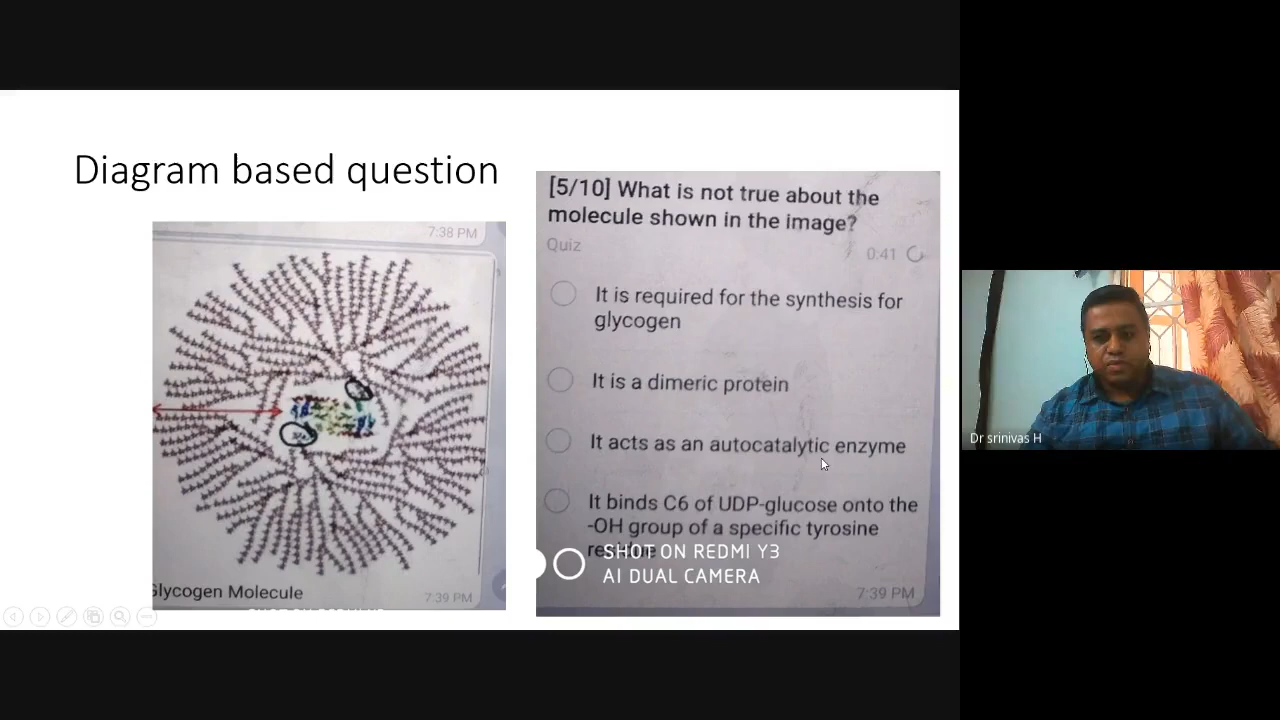 Diagram based question
7:38 PM
Glycogen Molecule
7:39 PM
[5/10] What is not true about the
molecule shown in the image?
Quiz
0:41
It is required for the synthesis for
glycogen
It is a dimeric protein
It acts as an autocatalytic enzyme
It binds C6 of UDP-glucose onto the
-OH group of a specific tyrosine
SHOT ON REDMI Y3
AI DUAL CAMERA
7:39 PM
Dr srinivas H